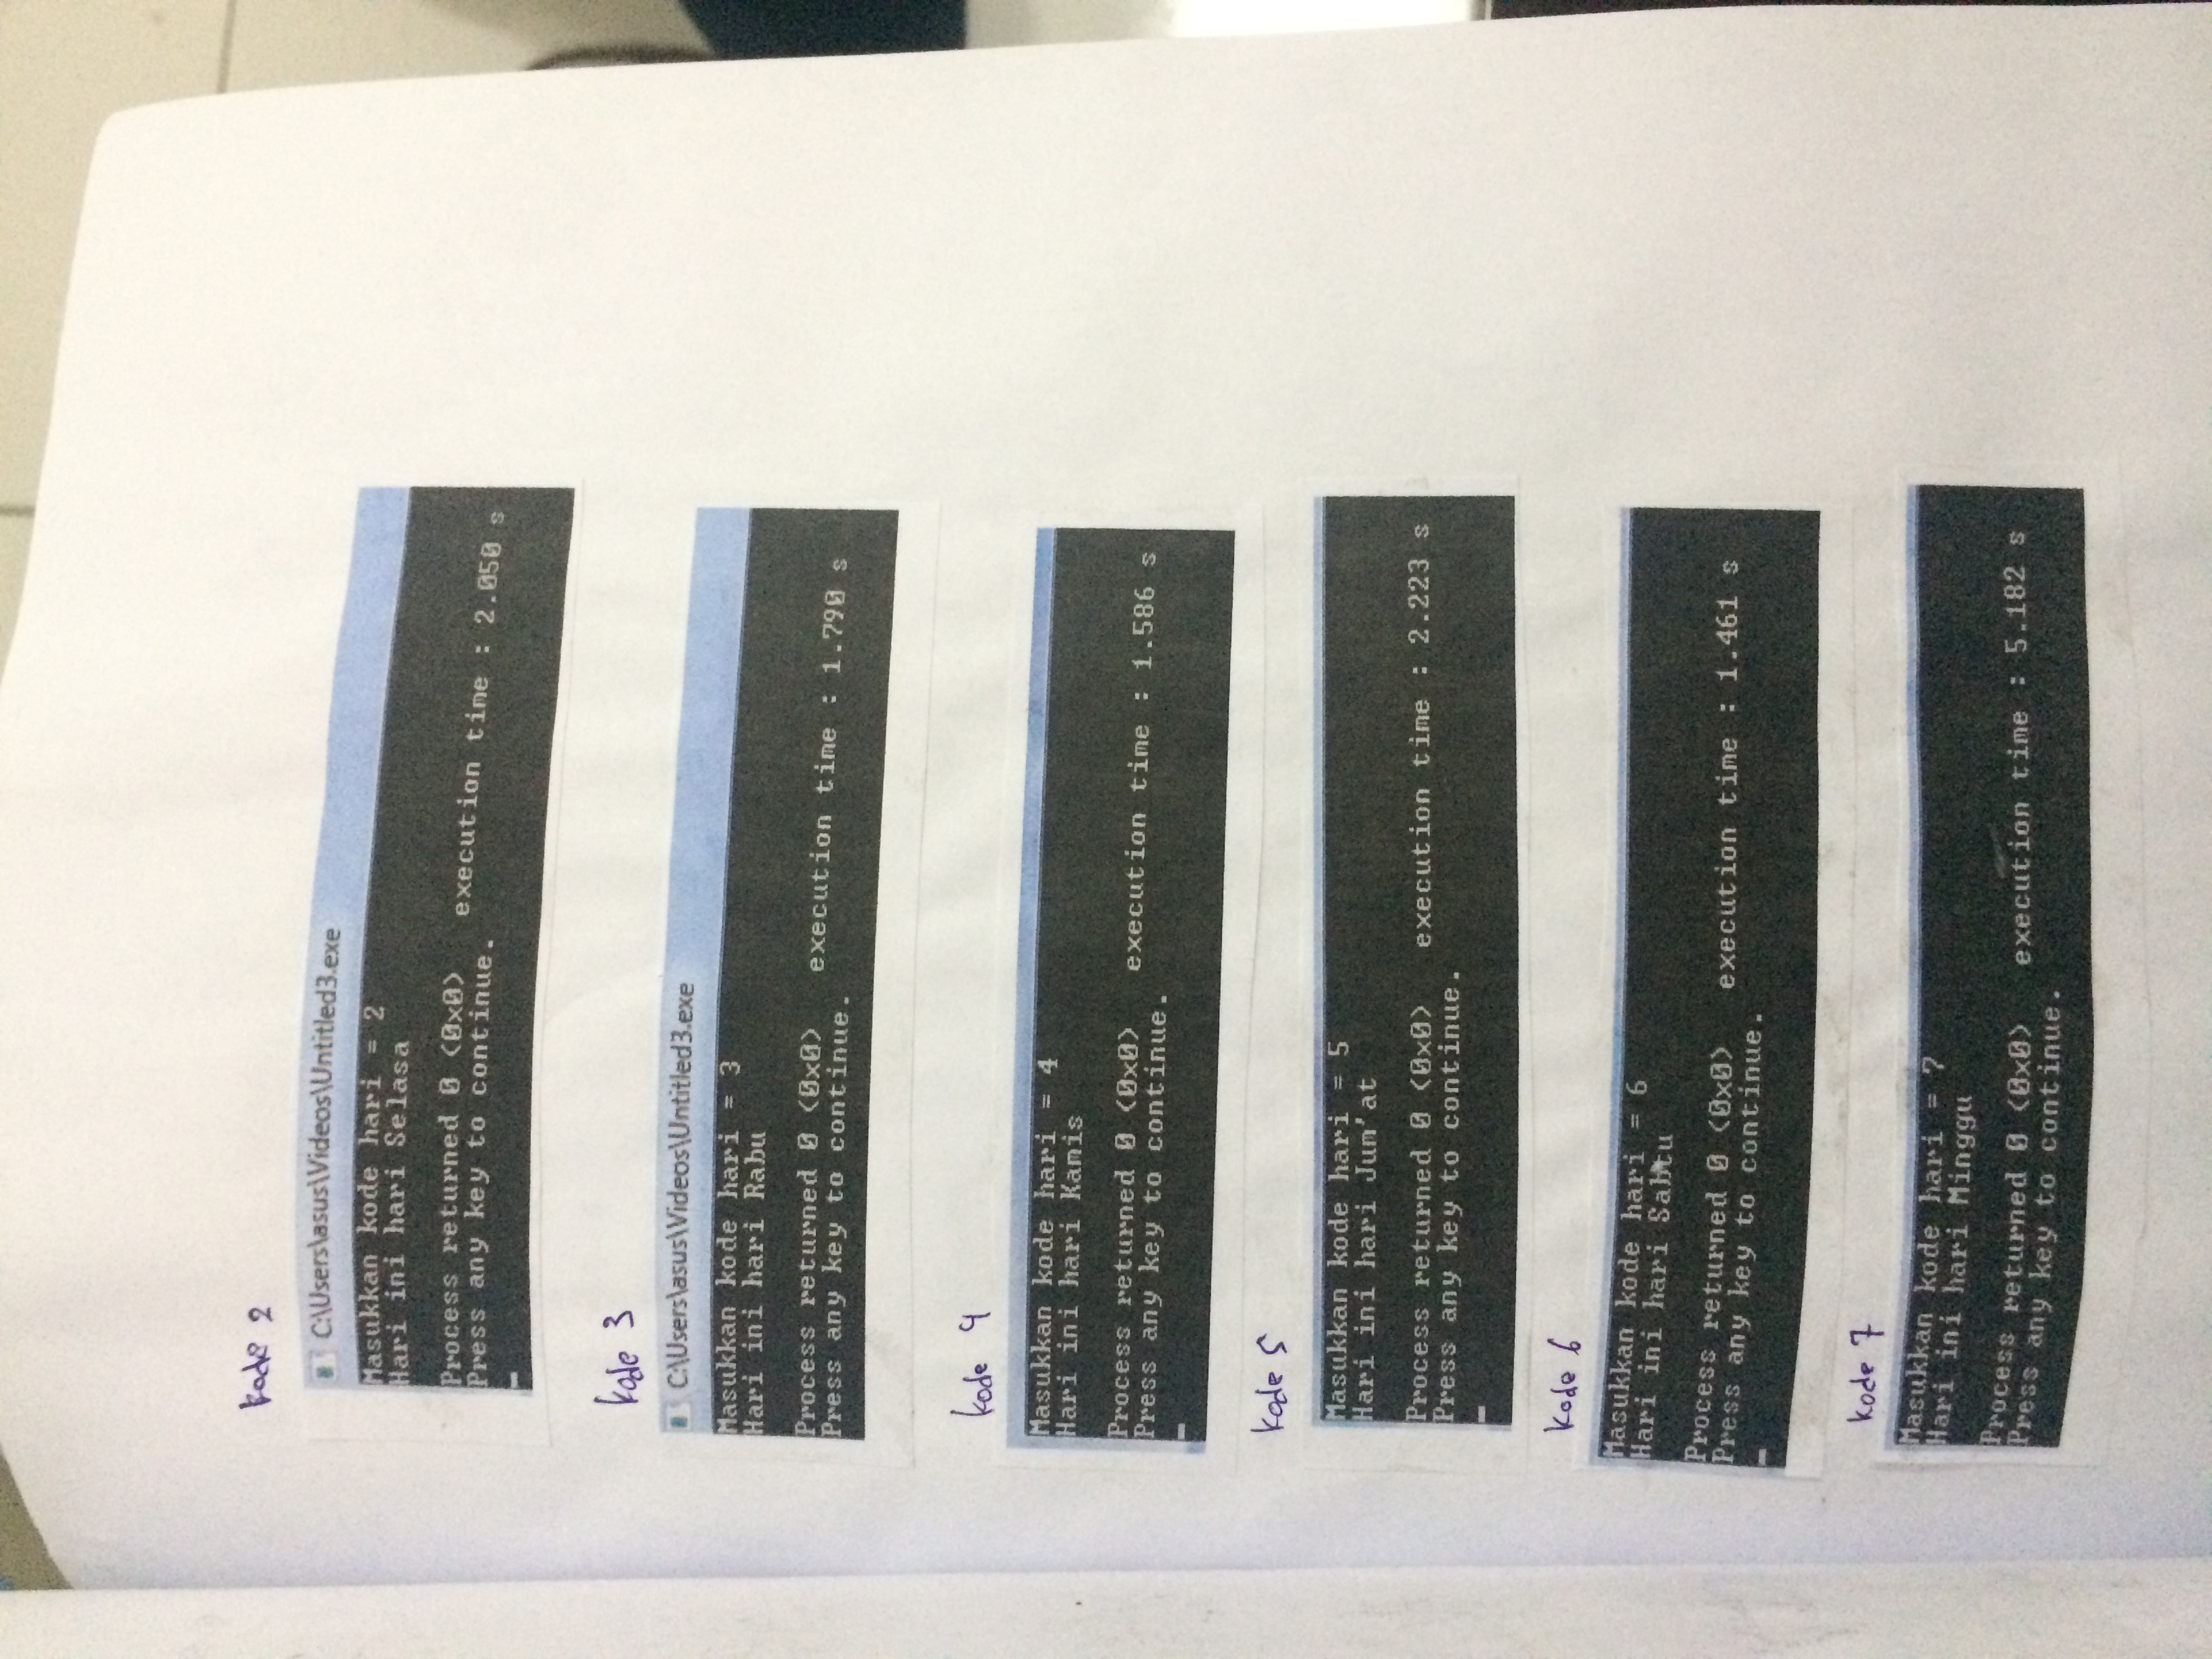 kode 2
C:\Users\asus\Videos\Untitled3.exe
Masukkan kode hari = 2
Hari ini hari Selasa
Process returned 0 (0x0)   execution time : 2.050 s
Press any key to continue.
kode 3
C:\Users\asus\Videos\Untitled3.exe
Masukkan kode hari = 3
Hari ini hari Rabu
Process returned 0 (0x0)   execution time : 1.790 s
Press any key to continue.
kode 4
Masukkan kode hari = 4
Hari ini hari Kamis
Process returned 0 (0x0)   execution time : 1.586 s
Press any key to continue.
kode 5
Masukkan kode hari = 5
Hari ini hari Jum'at
Process returned 0 (0x0)   execution time : 2.223 s
Press any key to continue.
kode 6
Masukkan kode hari = 6
Hari ini hari Sabtu
Process returned 0 (0x0)   execution time : 1.461 s
Press any key to continue.
kode 7
Masukkan kode hari = 7
Hari ini hari Minggu
Process returned 0 (0x0)   execution time : 5.182 s
Press any key to continue.